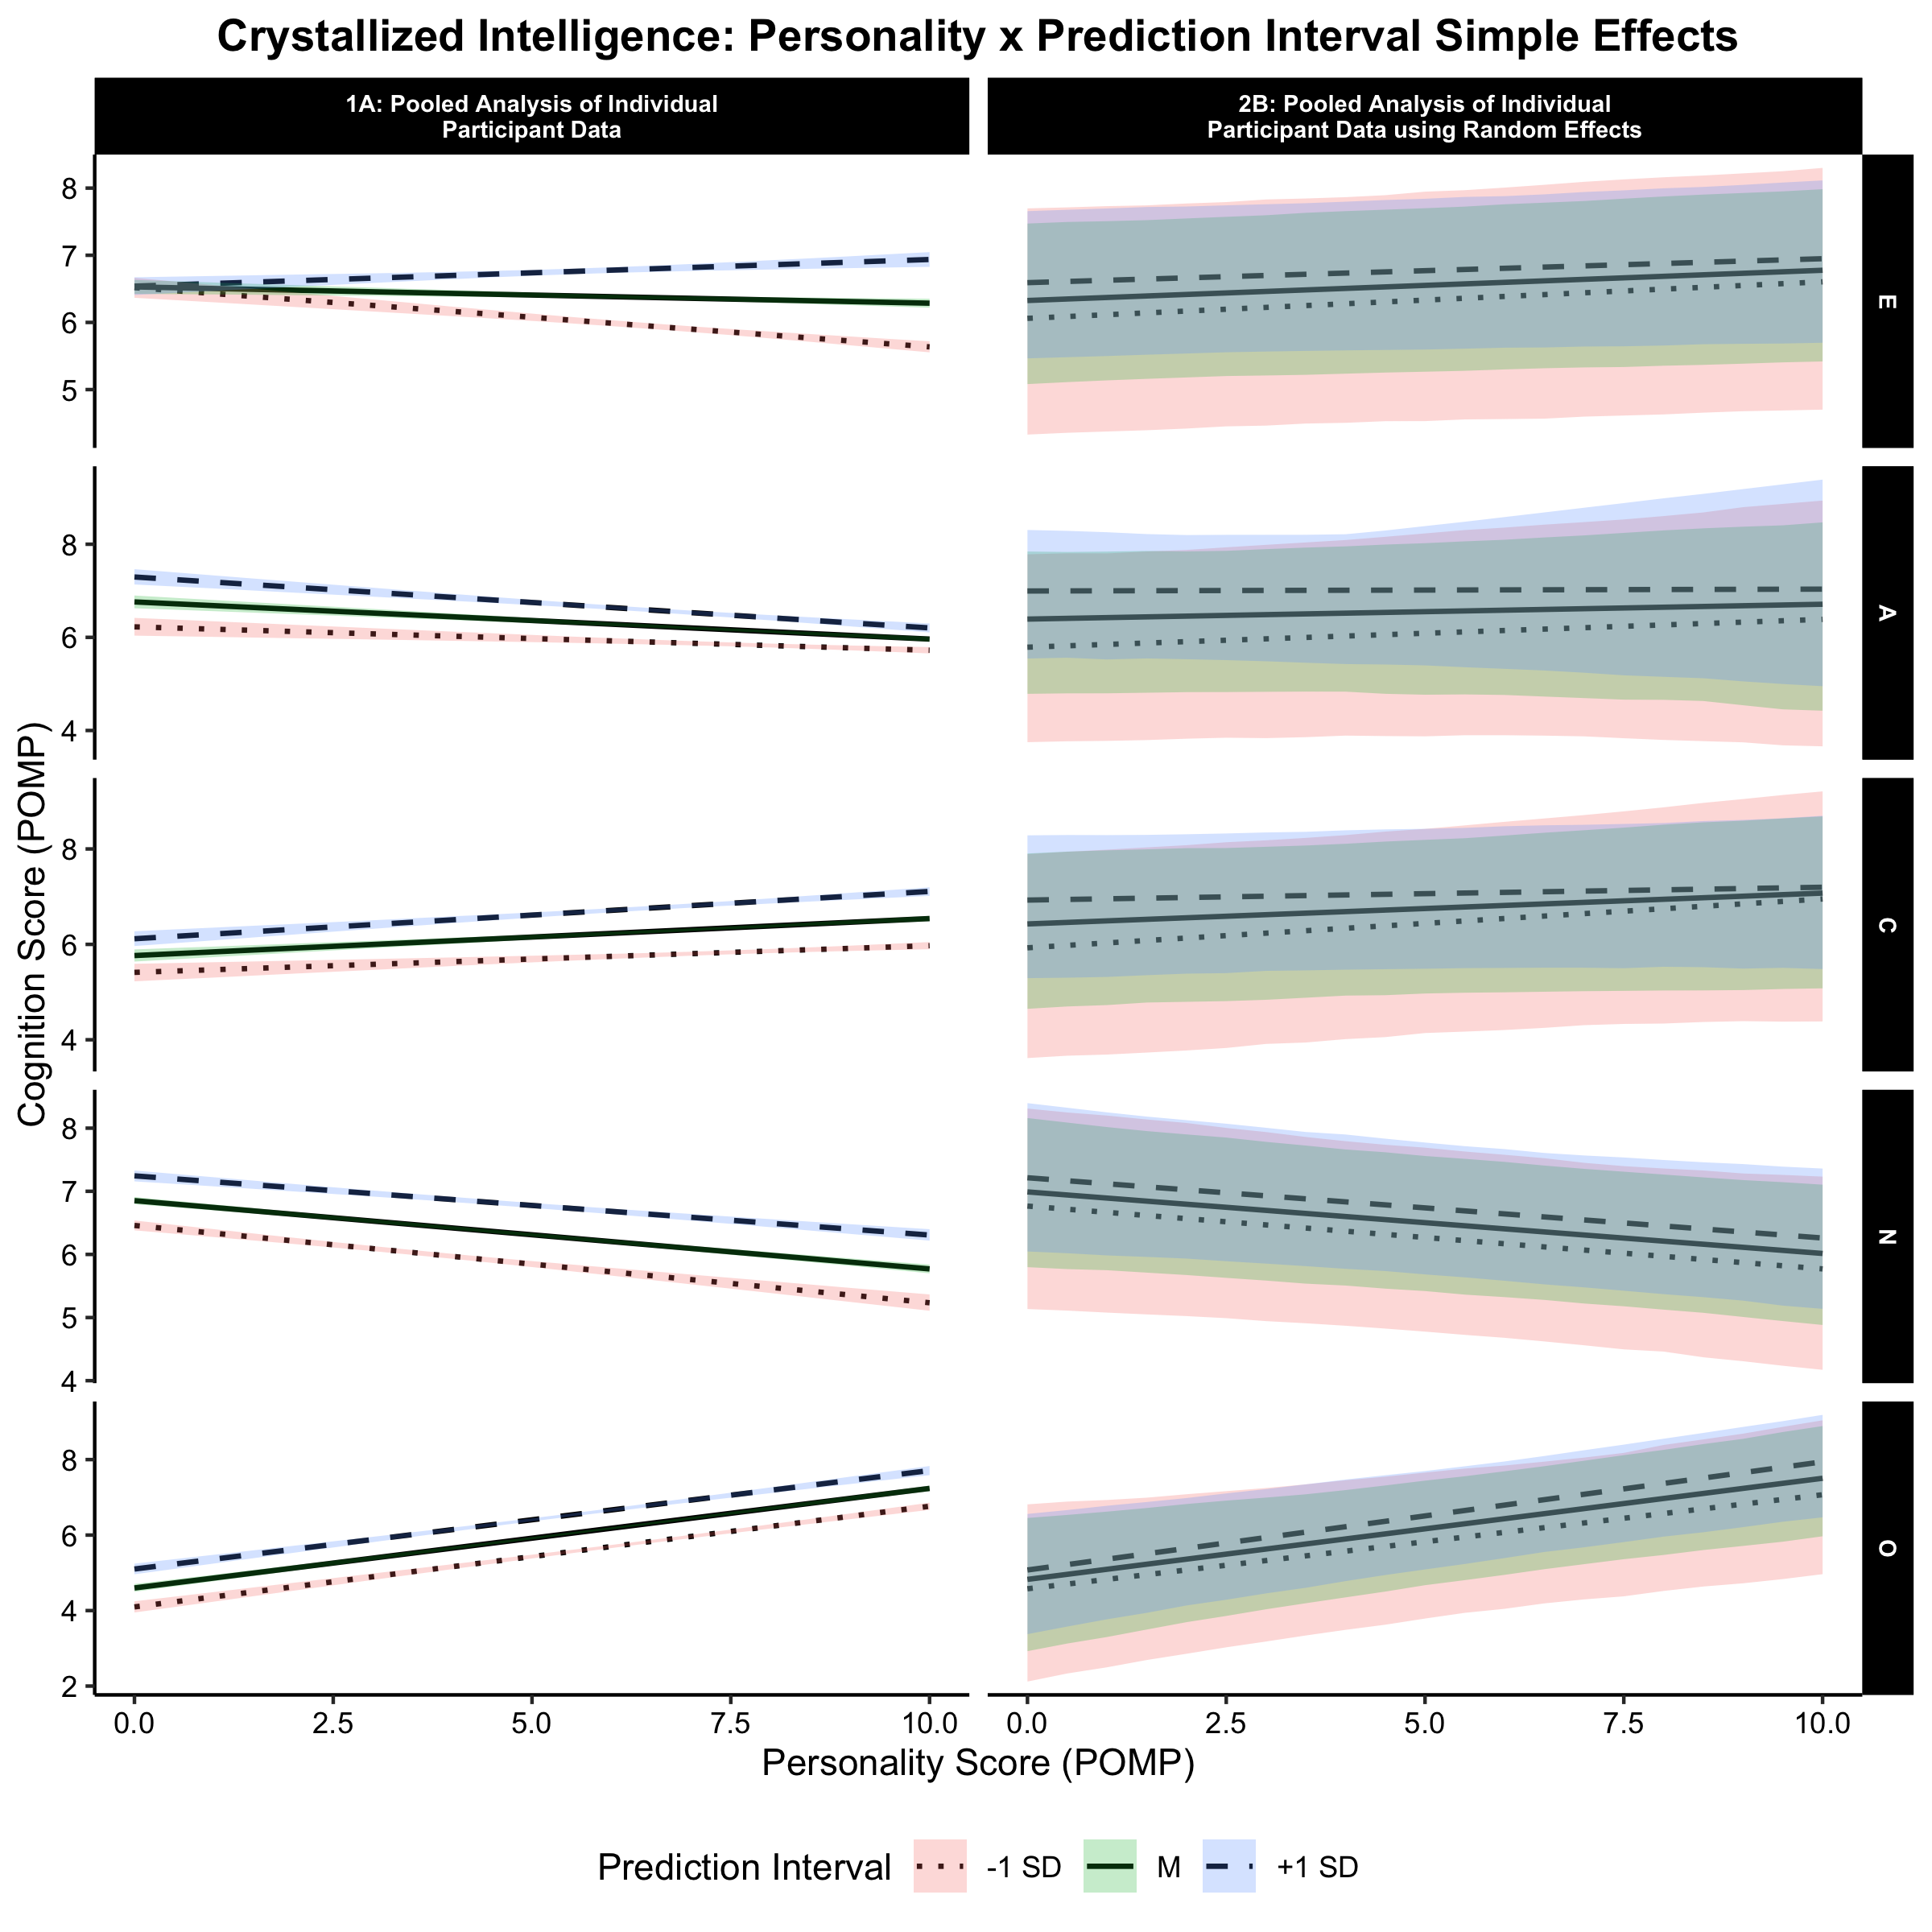 Crystallized Intelligence: Personality x Prediction Interval Simple Effects
1A: Pooled Analysis of Individual
Participant Data
2B: Pooled Analysis of Individual
Participant Data using Random Effects
Cognition Score (POMP)
8
7
6
5
E
8
6
4
A
8
6
4
C
8
7
6
5
4
N
8
6
4
2
O
0.0 2.5 5.0 7.5 10.0 0.0 2.5 5.0 7.5 10.0
Personality Score (POMP)
Prediction Interval -1 SD M +1 SD